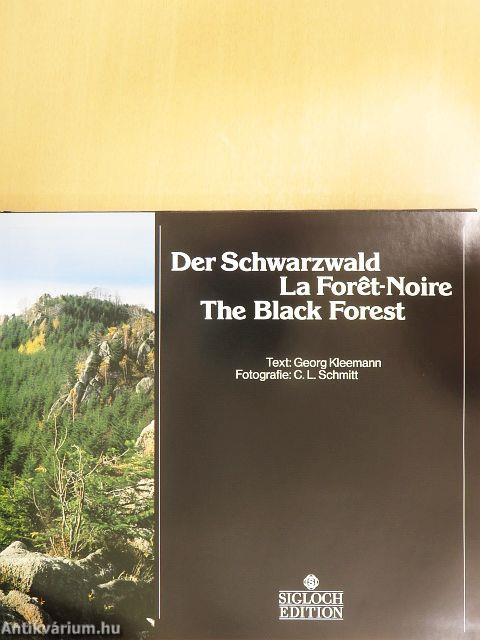 Der Schwarzwald
La Forêt-Noire
The Black Forest
Text: Georg Kleemann
Fotografie: C. L. Schmitt
S
SIGLOCH
EDITION
Antikvárium.hu